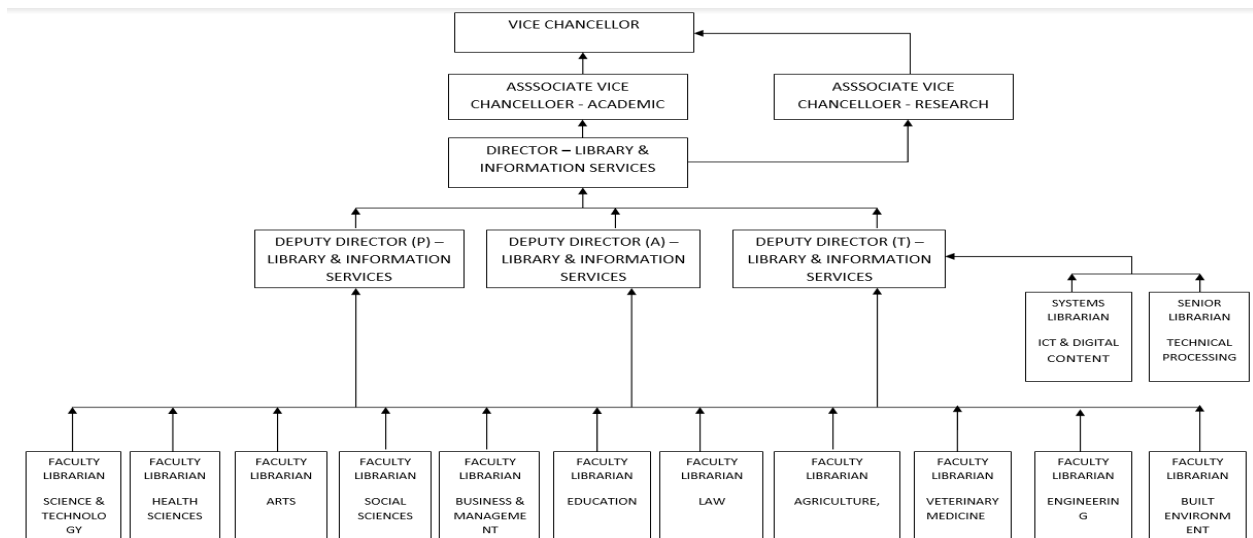 VICE CHANCELLOR
ASSSOCIATE VICE
CHANCELLOER - ACADEMIC
ASSSOCIATE VICE
CHANCELLOER - RESEARCH
DIRECTOR – LIBRARY &
INFORMATION SERVICES
DEPUTY DIRECTOR (P) –
LIBRARY & INFORMATION
SERVICES
DEPUTY DIRECTOR (A) –
LIBRARY & INFORMATION
SERVICES
DEPUTY DIRECTOR (T) –
LIBRARY & INFORMATION
SERVICES
SYSTEMS
LIBRARIAN
ICT & DIGITAL
CONTENT
SENIOR
LIBRARIAN
TECHNICAL
PROCESSING
FACULTY
LIBRARIAN
SCIENCE &
TECHNOLO
GY
FACULTY
LIBRARIAN
HEALTH
SCIENCES
FACULTY
LIBRARIAN
ARTS
FACULTY
LIBRARIAN
SOCIAL
SCIENCES
FACULTY
LIBRARIAN
BUSINESS &
MANAGEME
NT
FACULTY
LIBRARIAN
EDUCATION
FACULTY
LIBRARIAN
LAW
FACULTY
LIBRARIAN
AGRICULTURE,
FACULTY
LIBRARIAN
VETERINARY
MEDICINE
FACULTY
LIBRARIAN
ENGINEERIN
G
FACULTY
LIBRARIAN
BUILT
ENVIRONM
ENT